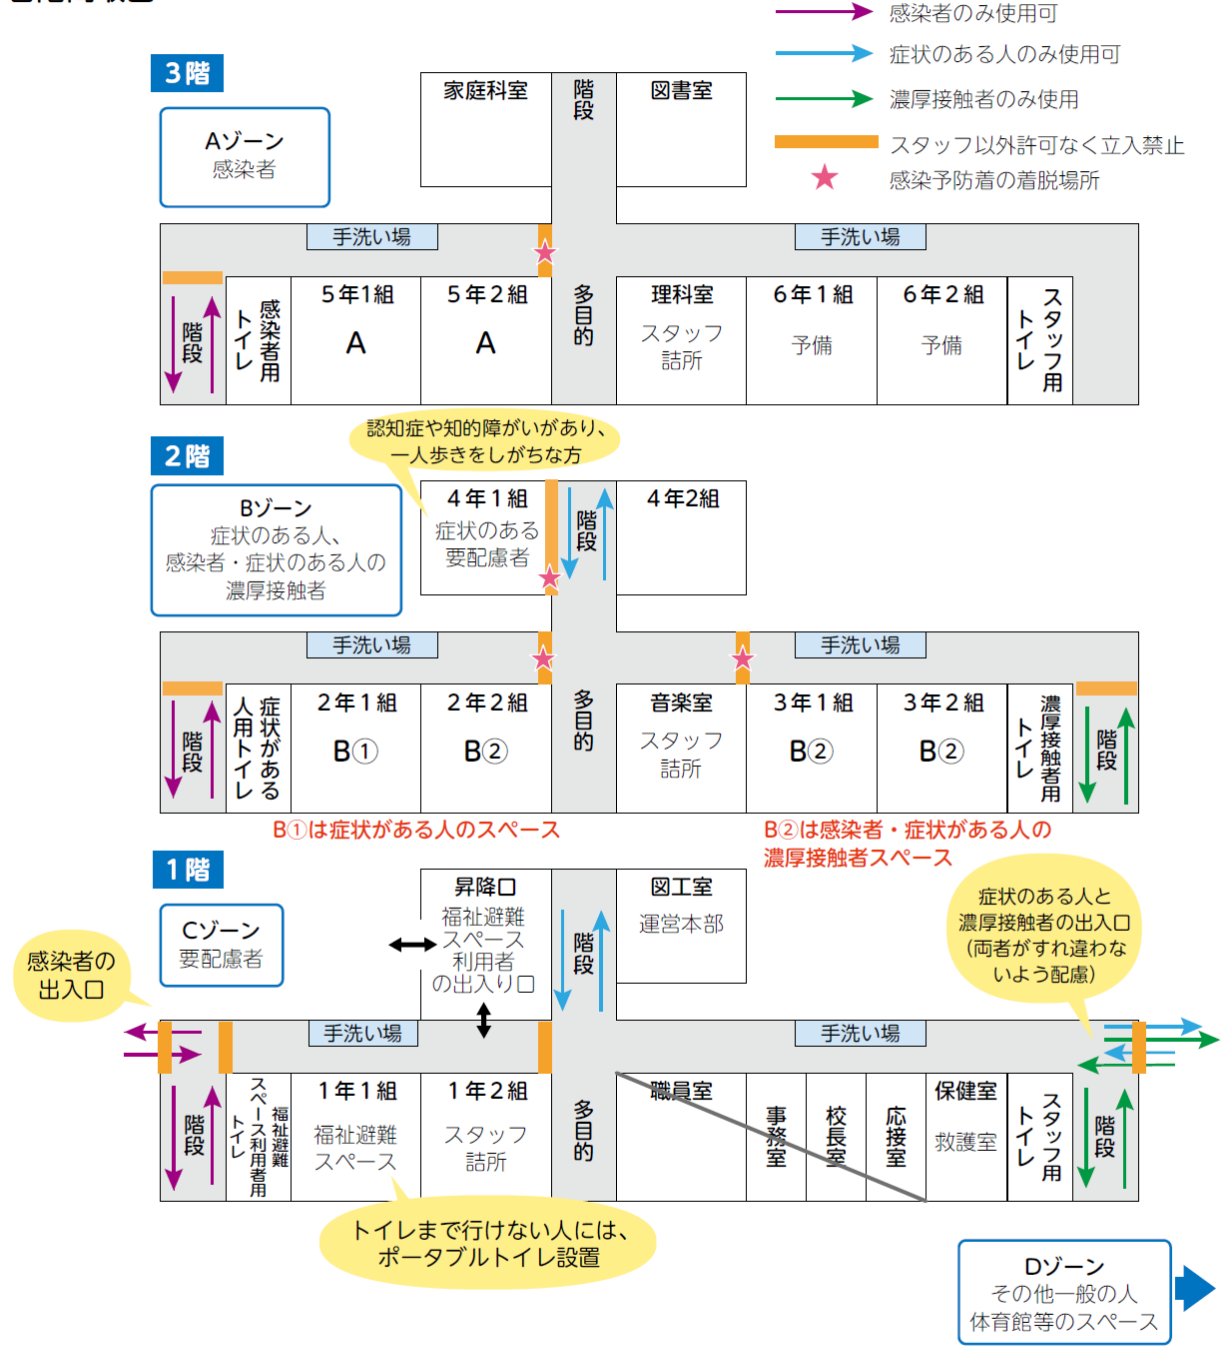 感染者のみ使用可
症状のある人のみ使用可
濃厚接触者のみ使用
スタッフ以外許可なく立入禁止
感染予防着の着脱場所
3階
Aゾーン
感染者
家庭科室
階段
図書室
手洗い場
手洗い場
階段
感染者用
トイレ
5年1組
A
5年2組
A
多目的
理科室
スタッフ
詰所
6年1組
予備
6年2組
予備
スタッフ用
トイレ
認知症や知的障がいがあり、
一人歩きをしがちな方
2階
Bゾーン
症状のある人、
感染者・症状のある人の
濃厚接触者
4年1組
症状のある
要配慮者
階段
4年2組
手洗い場
手洗い場
階段
症状がある
人用トイレ
2年1組
B①
2年2組
B②
多目的
音楽室
スタッフ
詰所
3年1組
B②
3年2組
B②
濃厚接触者用
トイレ
階段
B①は症状がある人のスペース
B②は感染者・症状がある人の
濃厚接触者スペース
1階
Cゾーン
要配慮者
感染者の
出入口
昇降口
福祉避難
スペース
利用者
の出入り口
階段
図工室
運営本部
症状のある人と
濃厚接触者の出入口
(両者がすれ違わな
いよう配慮)
手洗い場
手洗い場
階段
福祉避難
スペース利用者用
トイレ
1年1組
福祉避難
スペース
1年2組
スタッフ
詰所
多目的
職員室
事務室
校長室
応接室
保健室
救護室
スタッフ用
トイレ
階段
トイレまで行けない人には、
ポータブルトイレ設置
Dゾーン
その他一般の人
体育館等のスペース